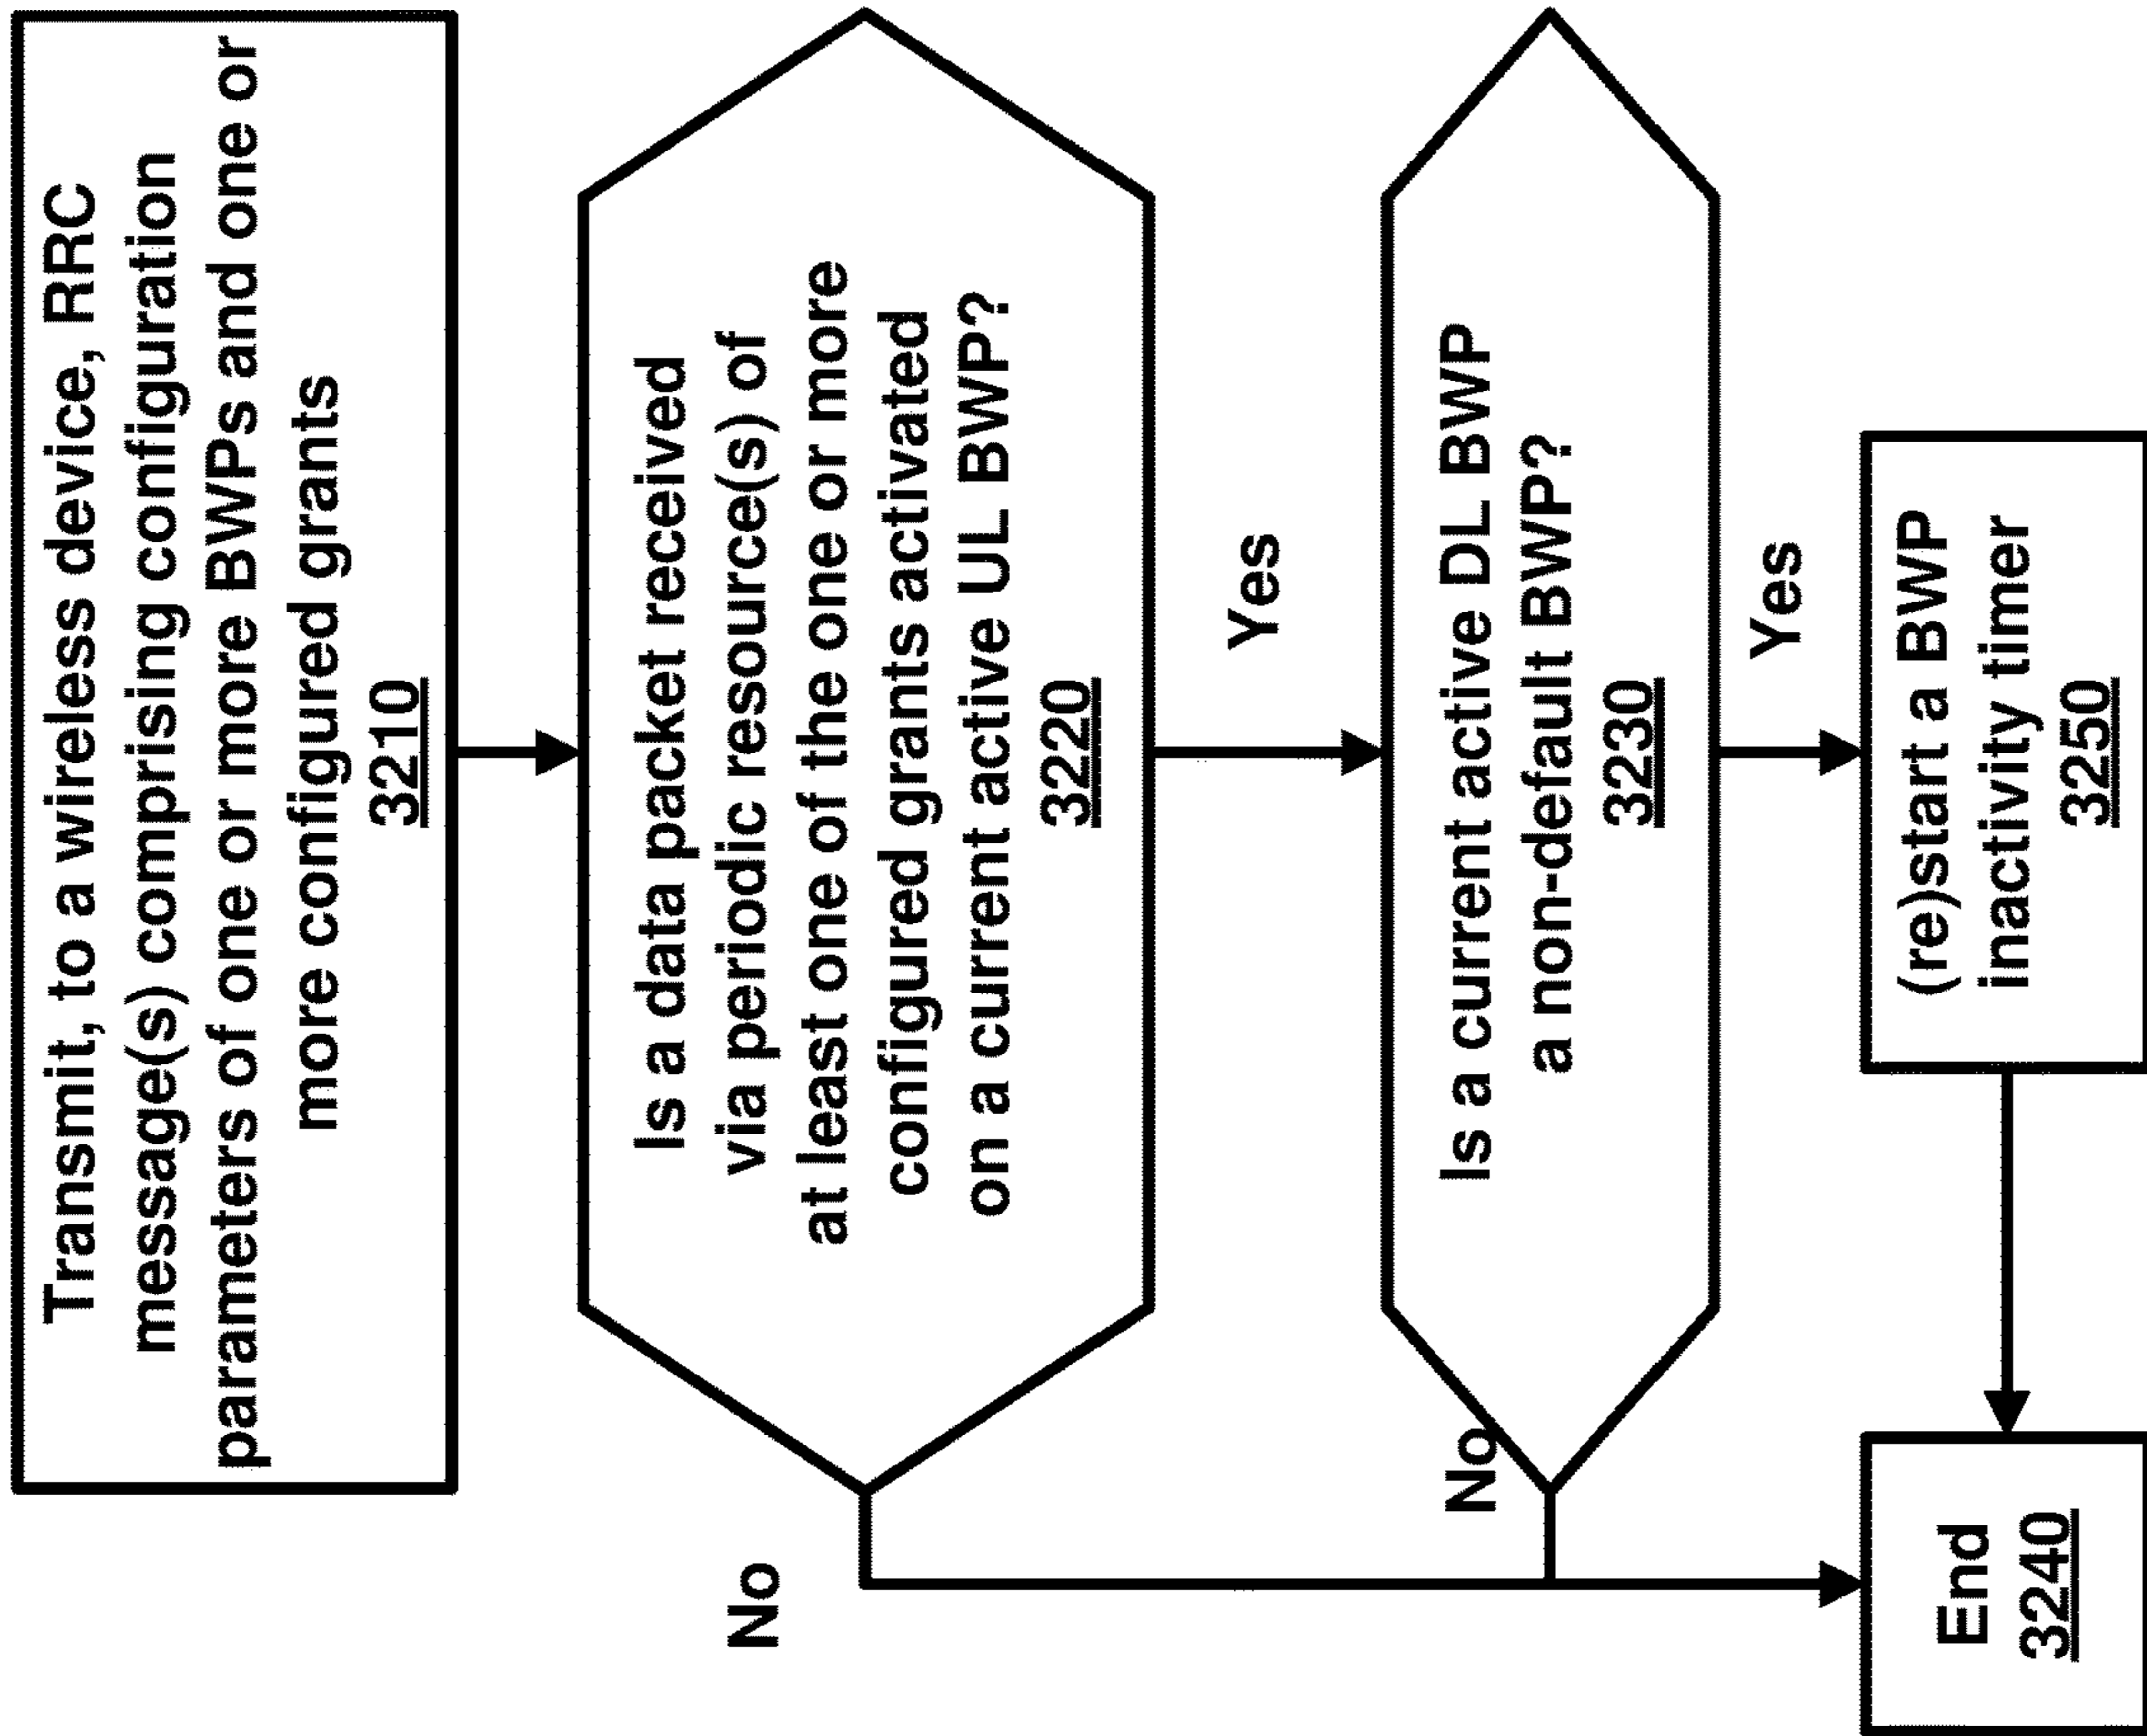 Transmit, to a wireless device, RRC
message(s) comprising configuration
parameters of one or more BWPs and one or
more configured grants
3210
Is a data packet received
via periodic resource(s) of
at least one of the one or more
configured grants activated
on a current active UL BWP?
3220
No
Yes
Is a current active DL BWP
a non-default BWP?
3230
No
Yes
(re)start a BWP
inactivity timer
3250
End
3240